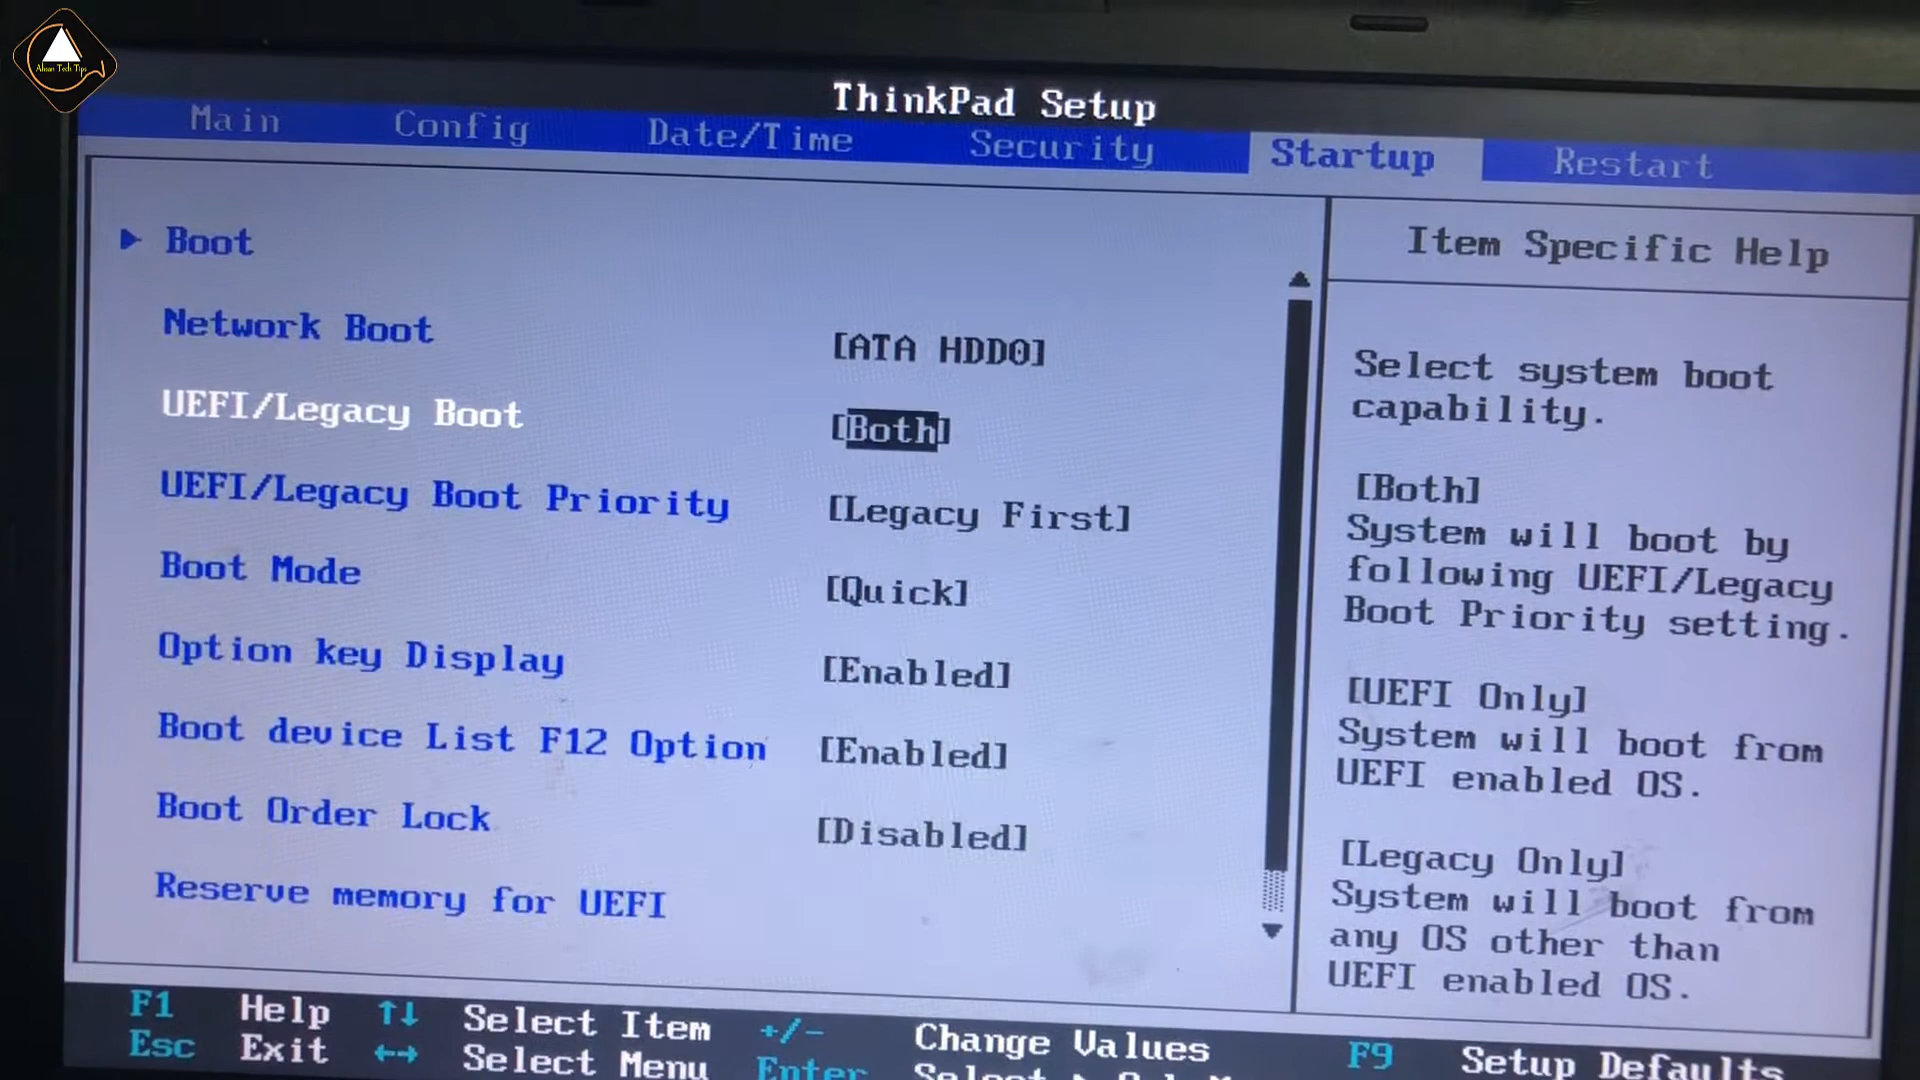 Ahsan Tech Tips
ThinkPad Setup
Main Config Date/Time Security Startup Restart
Boot
Network Boot [ATA HDD0]
UEFI/Legacy Boot [Both]
UEFI/Legacy Boot Priority [Legacy First]
Boot Mode [Quick]
Option key Display [Enabled]
Boot device List F12 Option [Enabled]
Boot Order Lock [Disabled]
Reserve memory for UEFI
Item Specific Help
Select system boot
capability.
[Both]
System will boot by
following UEFI/Legacy
Boot Priority setting.
[UEFI Only]
System will boot from
UEFI enabled OS.
[Legacy Only]
System will boot from
any OS other than
UEFI enabled OS.
F1 Help ↑↓ Select Item +/- Change Values F9 Setup Defaults
Esc Exit ←→ Select Menu Enter Select